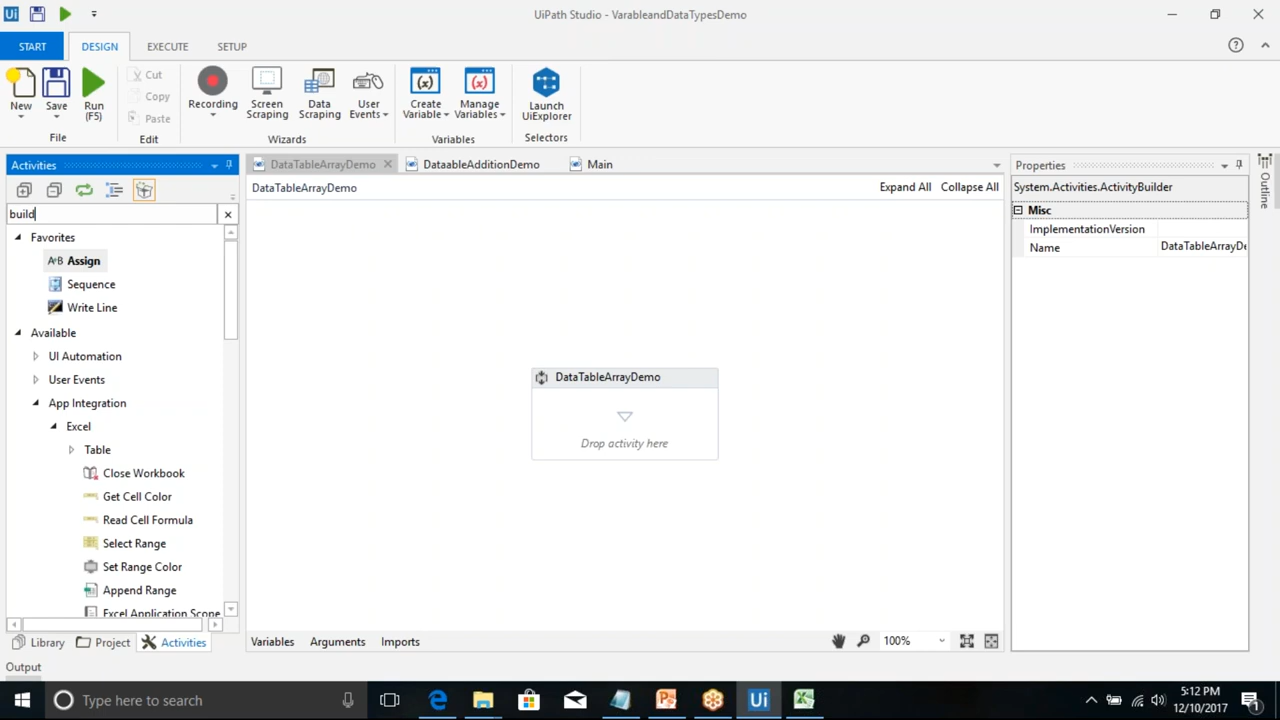 Ui
UiPath Studio - VarableandDataTypesDemo
START
DESIGN
EXECUTE
SETUP
New
Save
Run
(F5)
File
Cut
Copy
Paste
Edit
Recording
Screen
Scraping
Data
Scraping
User
Events
Wizards
Create
Variable
Manage
Variables
Variables
Launch
UiExplorer
Selectors
Activities
build
Favorites
A*B Assign
Sequence
Write Line
Available
UI Automation
User Events
App Integration
Excel
Table
Close Workbook
Get Cell Color
Read Cell Formula
Select Range
Set Range Color
Append Range
Excel Application Scope
Library
Project
Activities
DataTableArrayDemo
DataableAdditionDemo
Main
DataTableArrayDemo
Expand All
Collapse All
DataTableArrayDemo
Drop activity here
Variables
Arguments
Imports
100%
Properties
System.Activities.ActivityBuilder
Misc
ImplementationVersion
Name
DataTableArrayDe
Outline
Output
Type here to search
Ui
5:12 PM
12/10/2017
1